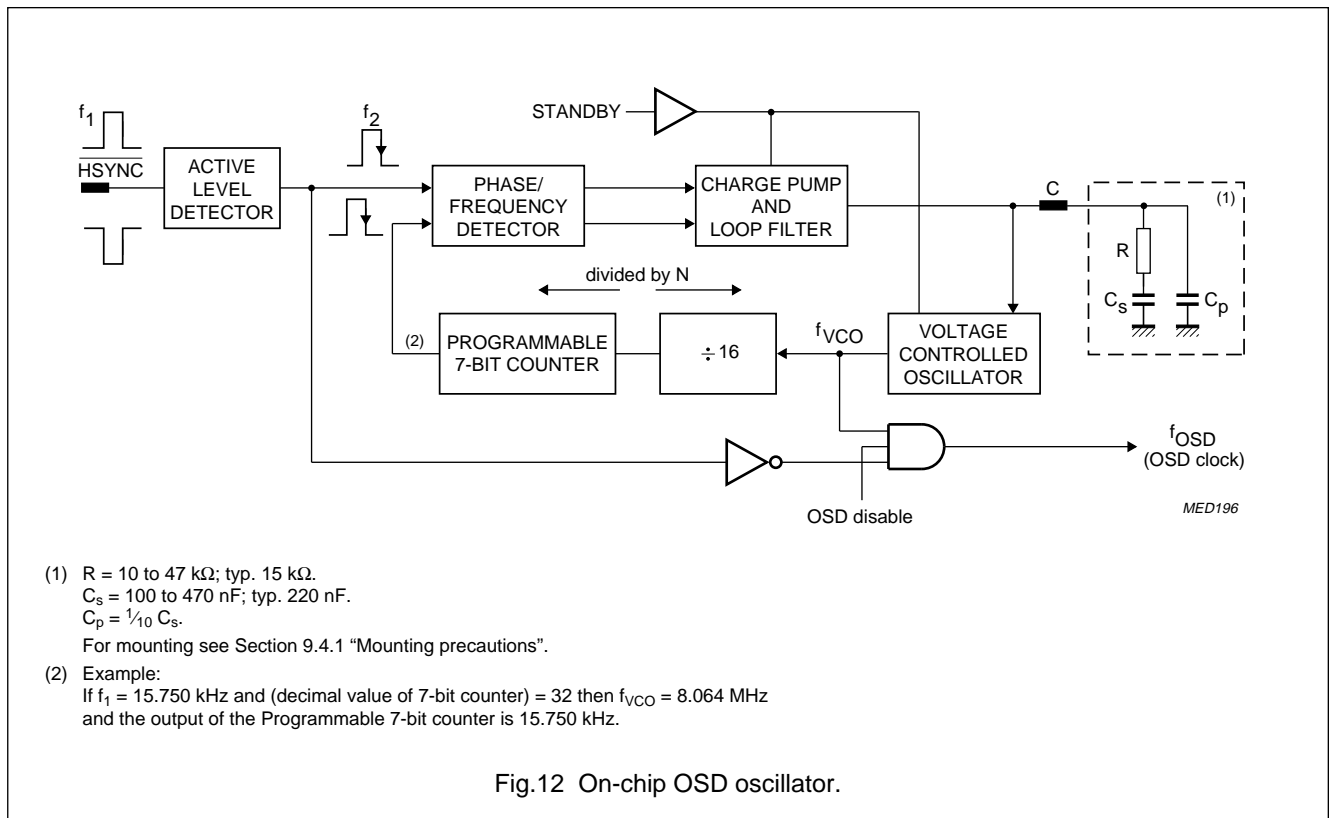 f1
HSYNC
ACTIVE
LEVEL
DETECTOR
f2
STANDBY
PHASE/
FREQUENCY
DETECTOR
CHARGE PUMP
AND
LOOP FILTER
C
(1)
R
Cs
Cp
divided by N
(2)
PROGRAMMABLE
7-BIT COUNTER
÷ 16
fVCO
VOLTAGE
CONTROLLED
OSCILLATOR
fOSD
(OSD clock)
OSD disable
MED196
(1) R = 10 to 47 kΩ; typ. 15 kΩ.
Cs = 100 to 470 nF; typ. 220 nF.
Cp = 1⁄10 Cs.
For mounting see Section 9.4.1 “Mounting precautions”.
(2) Example:
If f1 = 15.750 kHz and (decimal value of 7-bit counter) = 32 then fVCO = 8.064 MHz
and the output of the Programmable 7-bit counter is 15.750 kHz.
Fig.12 On-chip OSD oscillator.